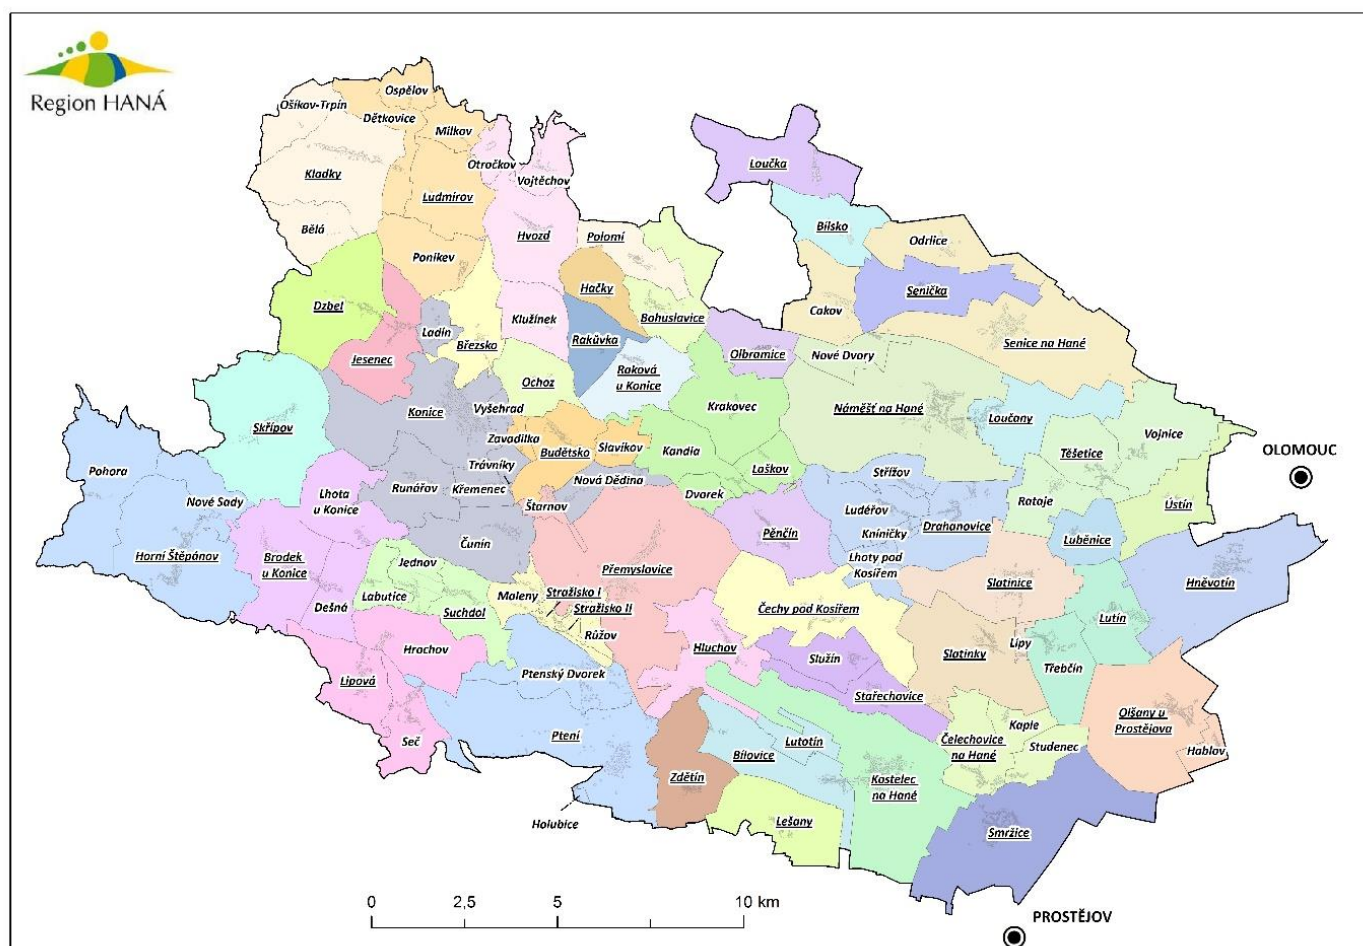 Region HANÁ
Ospělov
Ošíkov-Trpín
Dětkovice
Milkov
Otročkov
Vojtěchov
Kladky
Ludmírov
Hvozd
Bělá
Ponikev
Polomí
Hačky
Bohuslavice
Dzbel
Ladín
Klužínek
Březsko
Rakůvka
Jesenec
Ochoz
Raková
u Konice
Loučka
Bílsko
Odrlice
Senička
Cakov
Olbramice
Nové Dvory
Senice na Hané
Konice
Vyšehrad
Krakovec
Náměšť na Hané
Loučany
Vojnice
Skřípov
Zavadilka
Budětsko
Slavíkov
Kandia
Laškov
Těšetice
OLOMOUC
Pohora
Trávníky
Nová Dědina
Střížov
Runářov
Křemenec
Dvorek
Rataje
Ústín
Nové Sady
Lhota
u Konice
Štarnov
Luděřov
Drahanovice
Kníničky
Pěnčín
Luběnice
Čunín
Horní Štěpánov
Brodek
u Konice
Jednov
Přemyslovice
Lhoty pod
Kosířem
Slatinice
Hněvotín
Labutice
Maleny
Stražisko I
Stražisko II
Dešná
Suchdol
Čechy pod Kosířem
Lutín
Růžov
Hrochov
Hluchov
Služín
Slatinky
Lípy
Třebčín
Ptenský Dvorek
Lipová
Stařechovice
Seč
Ptení
Bílovice
Lutotín
Čelechovice
na Hané
Kaple
Studenec
Olšany u
Prostějova
Hablov
Zdětín
Kostelec
na Hané
Holubice
Lešany
Smržice
0 2,5 5 10 km
PROSTĚJOV